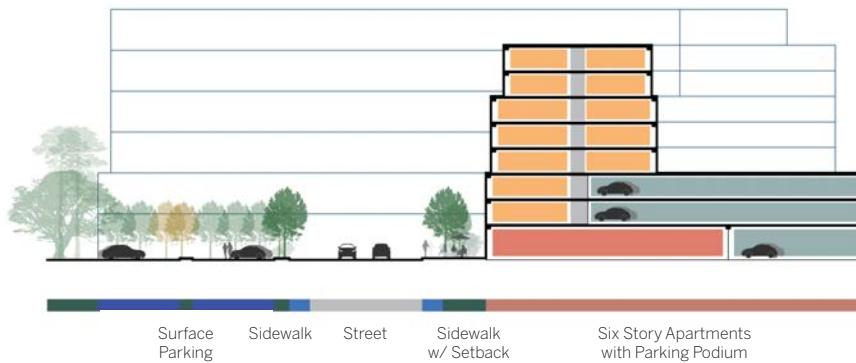 Surface
Parking
Sidewalk
Street
Sidewalk
w/ Setback
Six Story Apartments
with Parking Podium